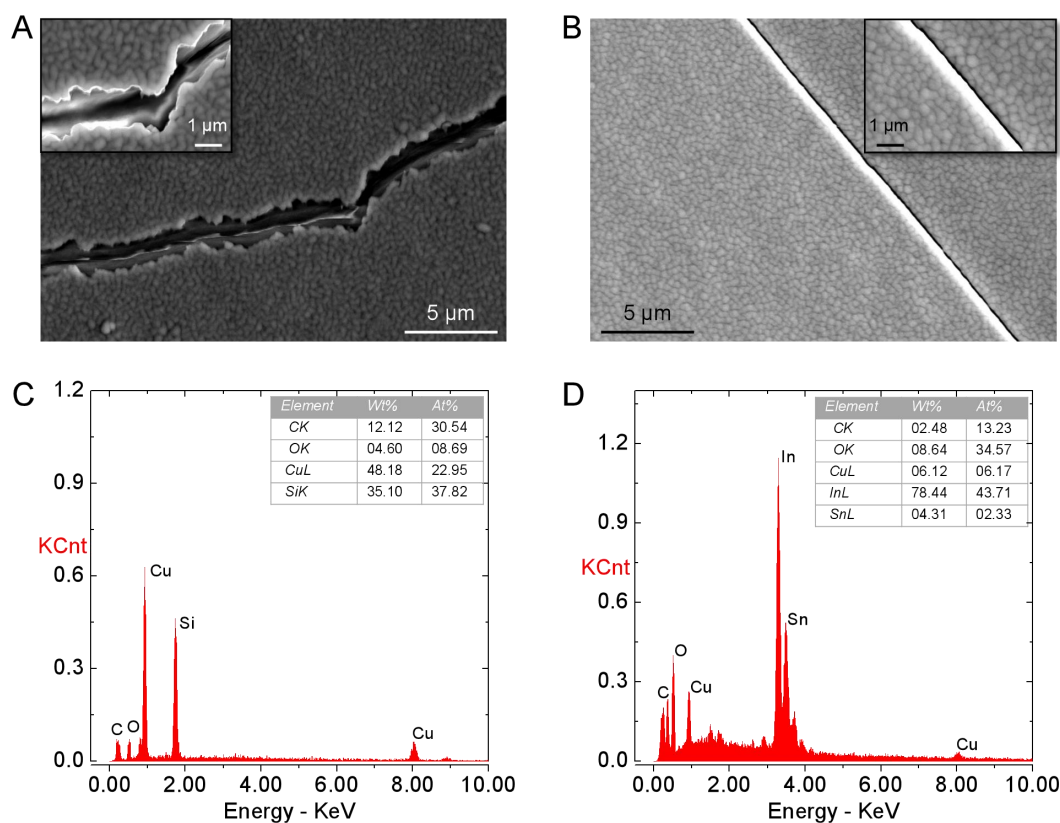 A
1 µm
5 µm
B
1 µm
5 µm
C
1.2
0.9
0.6
0.3
0.0
KCnt
Element Wt% At%
CK 12.12 30.54
OK 04.60 08.69
CuL 48.18 22.95
SiK 35.10 37.82
C
O
Cu
Si
Cu
0.00 2.00 4.00 6.00 8.00 10.00
Energy - KeV
D
1.2
0.9
0.6
0.3
0.0
KCnt
Element Wt% At%
CK 02.48 13.23
OK 08.64 34.57
CuL 06.12 06.17
InL 78.44 43.71
SnL 04.31 02.33
C
O
Cu
In
Sn
Cu
0.00 2.00 4.00 6.00 8.00 10.00
Energy - KeV